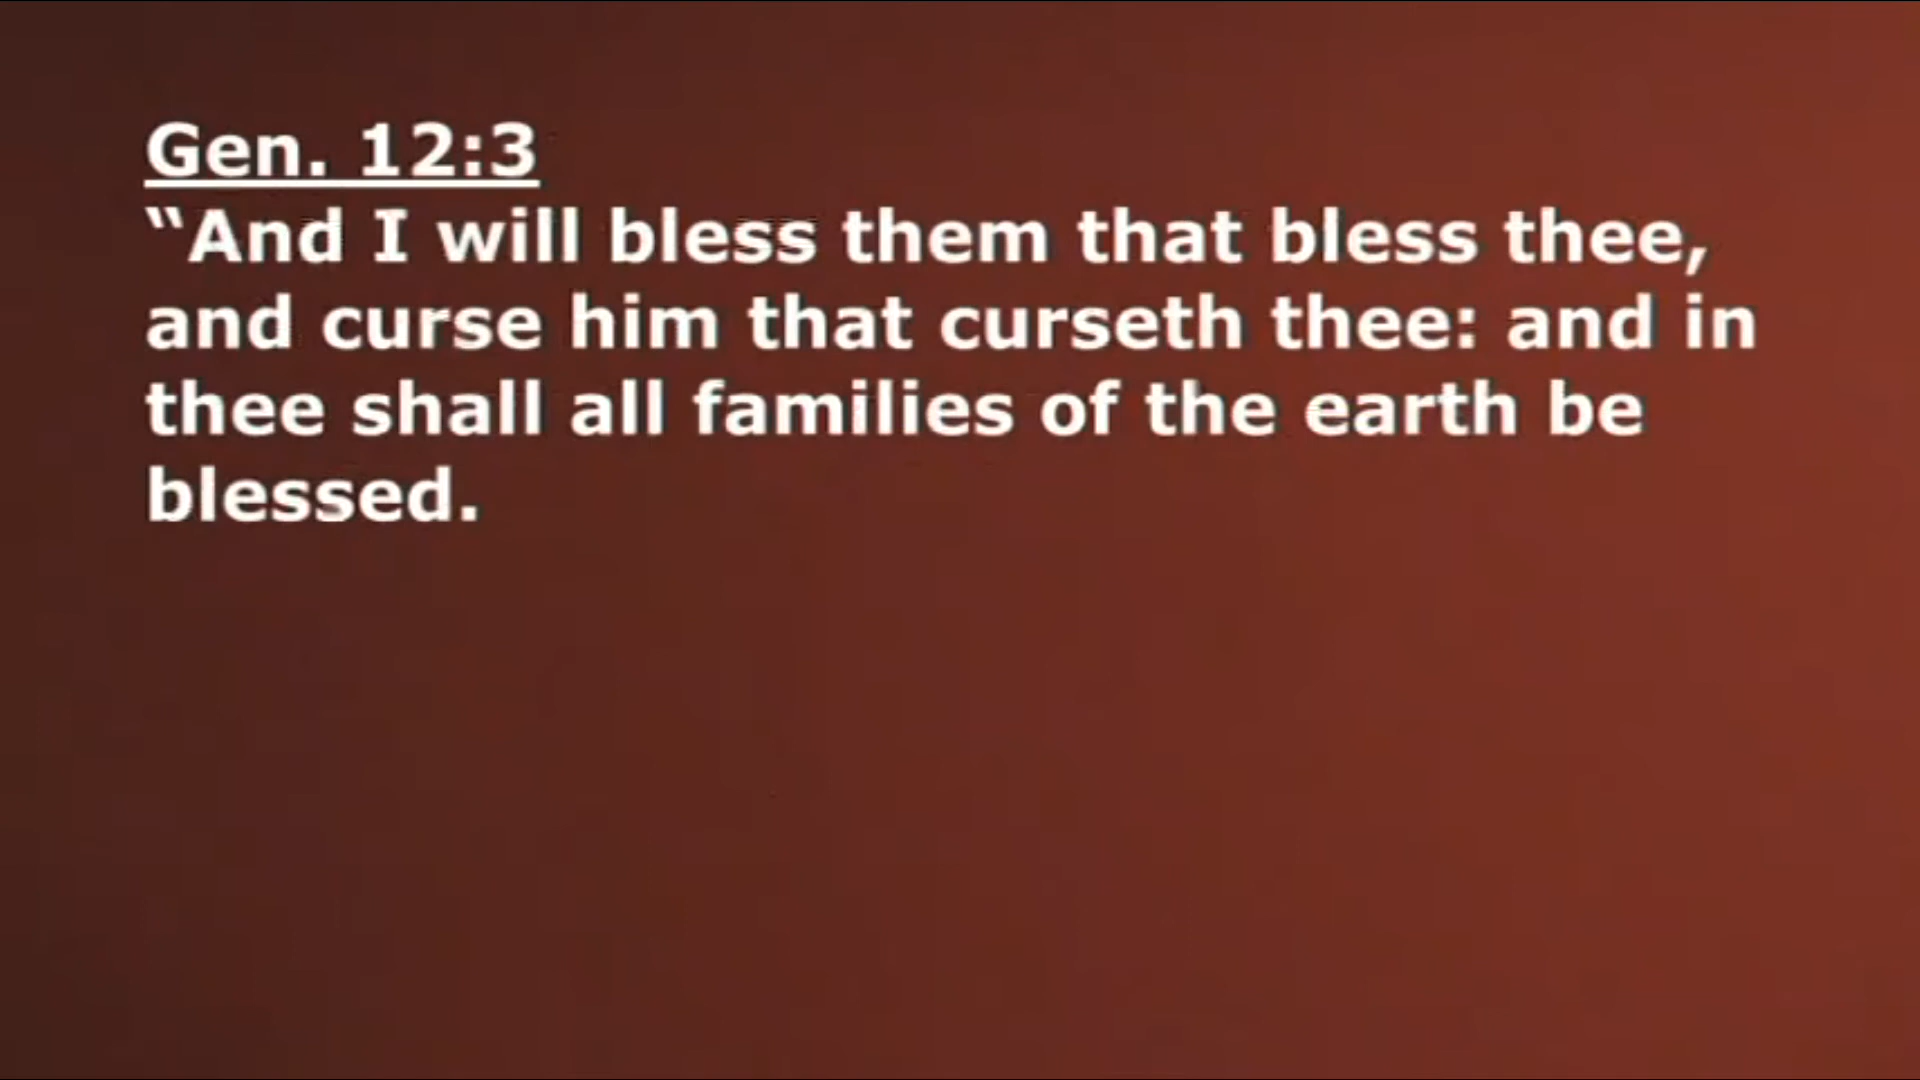 Gen. 12:3
“And I will bless them that bless thee,
and curse him that curseth thee: and in
thee shall all families of the earth be
blessed.